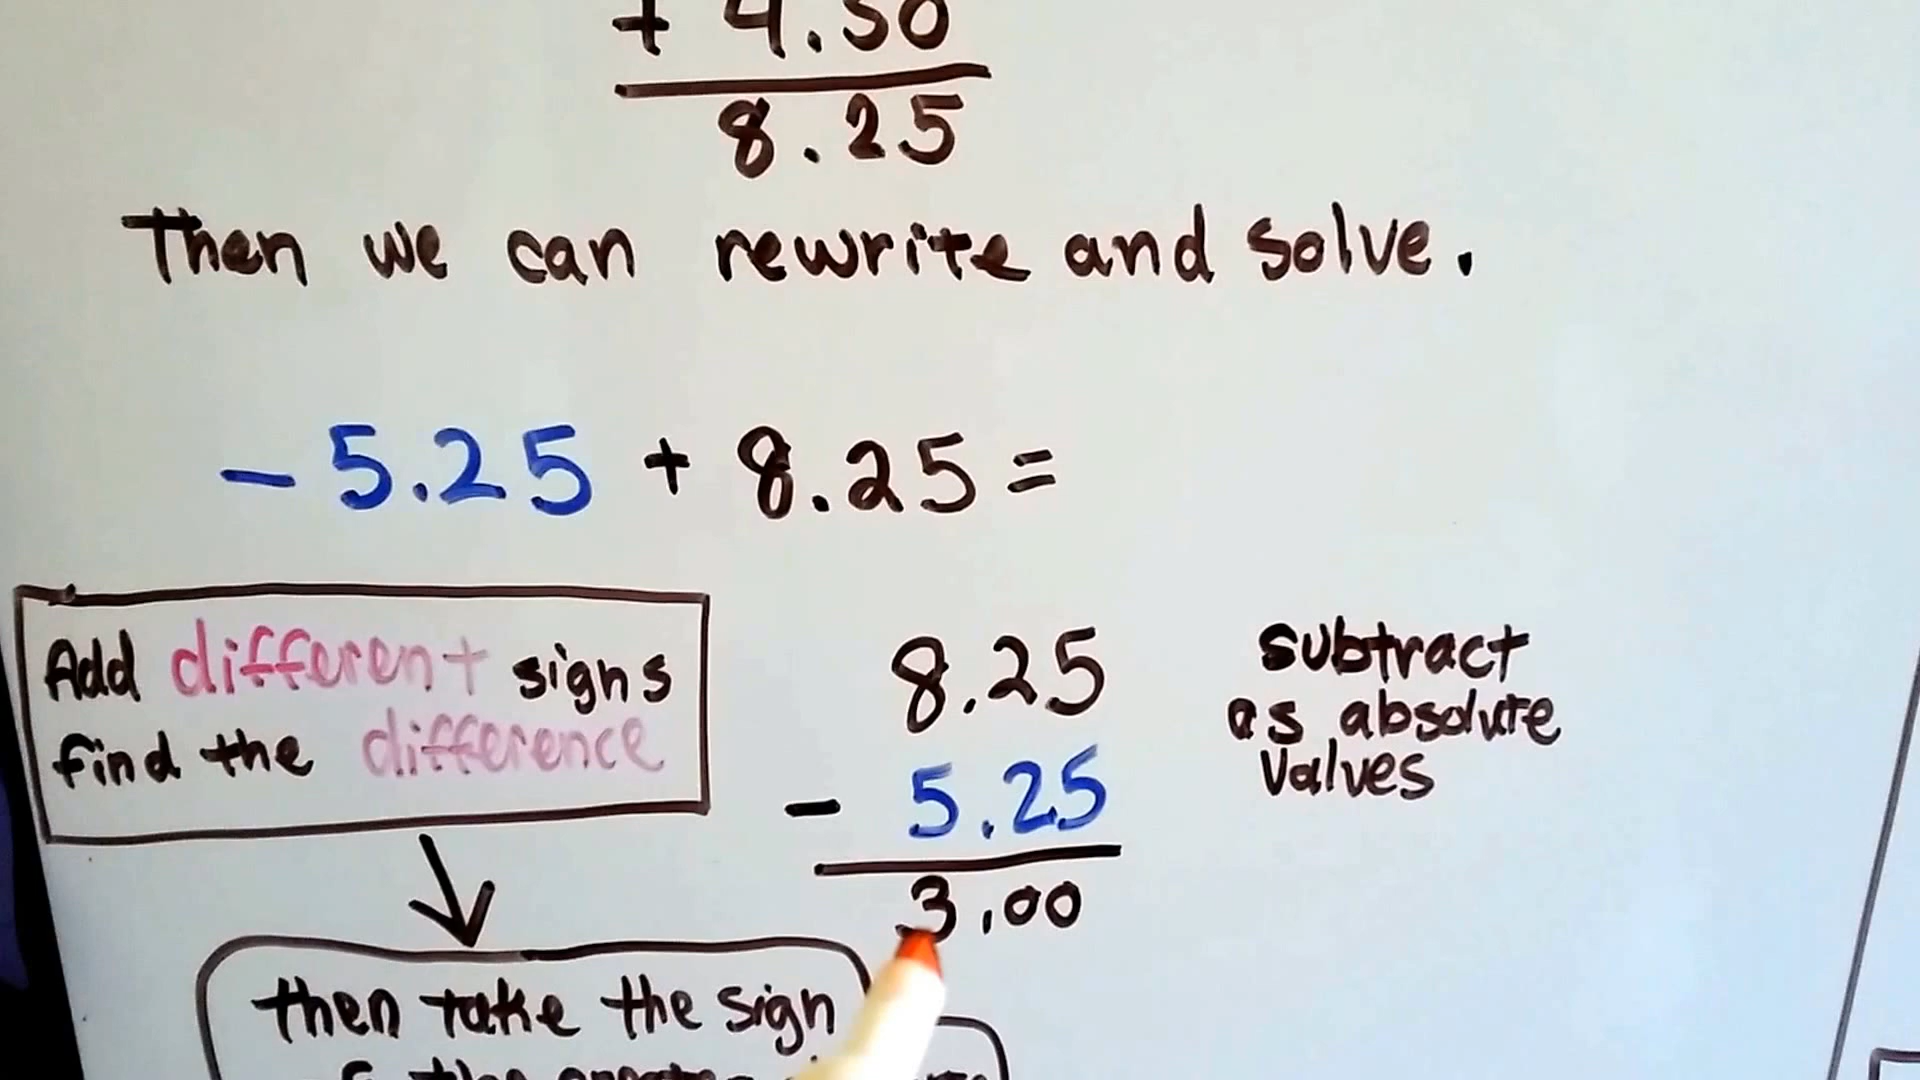 + 4.50
8.25
Then we can rewrite and solve.
- 5.25 + 8.25 =
Add different signs
find the difference
8.25
- 5.25
3.00
subtract
as absolute
values
then take the sign